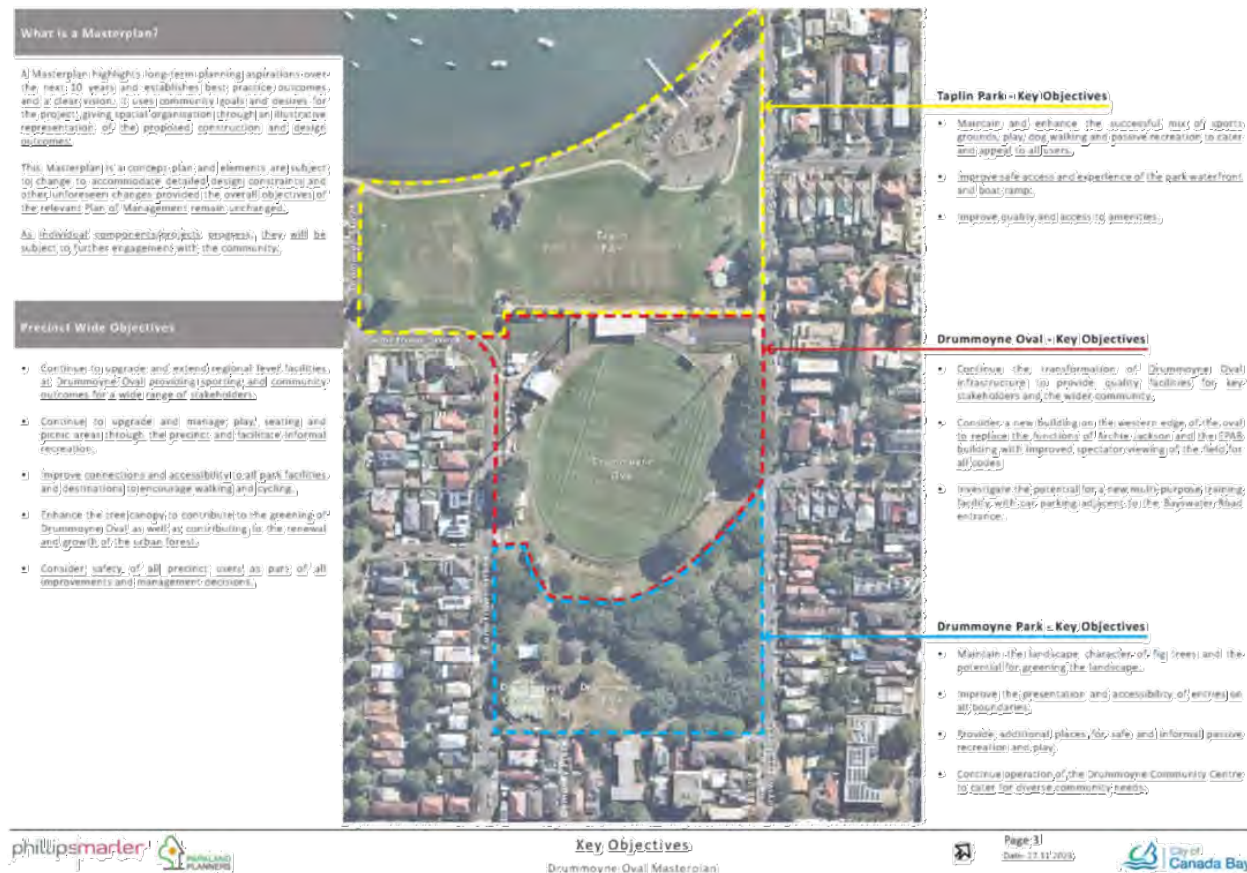 What is a Masterplan?
A Masterplan highlights long-term planning aspirations over
the next 10 years and establishes best practice outcomes
and a clear vision. It uses community goals and desires for
the project, giving spacial organisation through an illustrative
representation of the proposed construction and design
outcomes.
This Masterplan is a concept plan and elements are subject
to change to accommodate detailed design constraints and
other unforeseen changes provided the overall objectives of
the relevant Plan of Management remain unchanged.
As individual components/projects progress, they will be
subject to further engagement with the community.
Precinct Wide Objectives
• Continue to upgrade and extend regional level facilities
at Drummoyne Oval providing sporting and community
outcomes for a wide range of stakeholders.
• Continue to upgrade and manage play, seating and
picnic areas through the precinct and facilitate informal
recreation.
• Improve connections and accessibility to all park facilities
and destinations to encourage walking and cycling.
• Enhance the tree canopy to contribute to the greening of
Drummoyne Oval as well as contributing to the renewal
and growth of the urban forest.
• Consider safety of all precinct users as part of all
improvements and management decisions.
Taplin
Park
Drummoyne
Oval
Taplin Park - Key Objectives
• Maintain and enhance the successful mix of sports
grounds, play, dog walking and passive recreation to cater
and appeal to all users.
• Improve safe access and experience of the park waterfront
and boat ramp.
• Improve quality and access to amenities.
Drummoyne Oval - Key Objectives
• Continue the transformation of Drummoyne Oval
infrastructure to provide quality facilities for key
stakeholders and the wider community.
• Consider a new building on the western edge of the oval
to replace the functions of Archie Jackson and the EPAR
building with improved spectator viewing of the field for
all codes
• Investigate the potential for a new multi-purpose training
facility with car parking adjacent to the Bayswater Road
entrance.
Drummoyne Park - Key Objectives
• Maintain the landscape character of fig trees and the
potential for greening the landscape.
• Improve the presentation and accessibility of entries on
all boundaries.
• Provide additional places for safe and informal passive
recreation and play.
• Continue operation of the Drummoyne Community Centre
to cater for diverse community needs.
phillipsmarler
PARKLAND
PLANNERS
Key Objectives
Drummoyne Oval Masterplan
Page 3
Date:
City of
Canada Bay